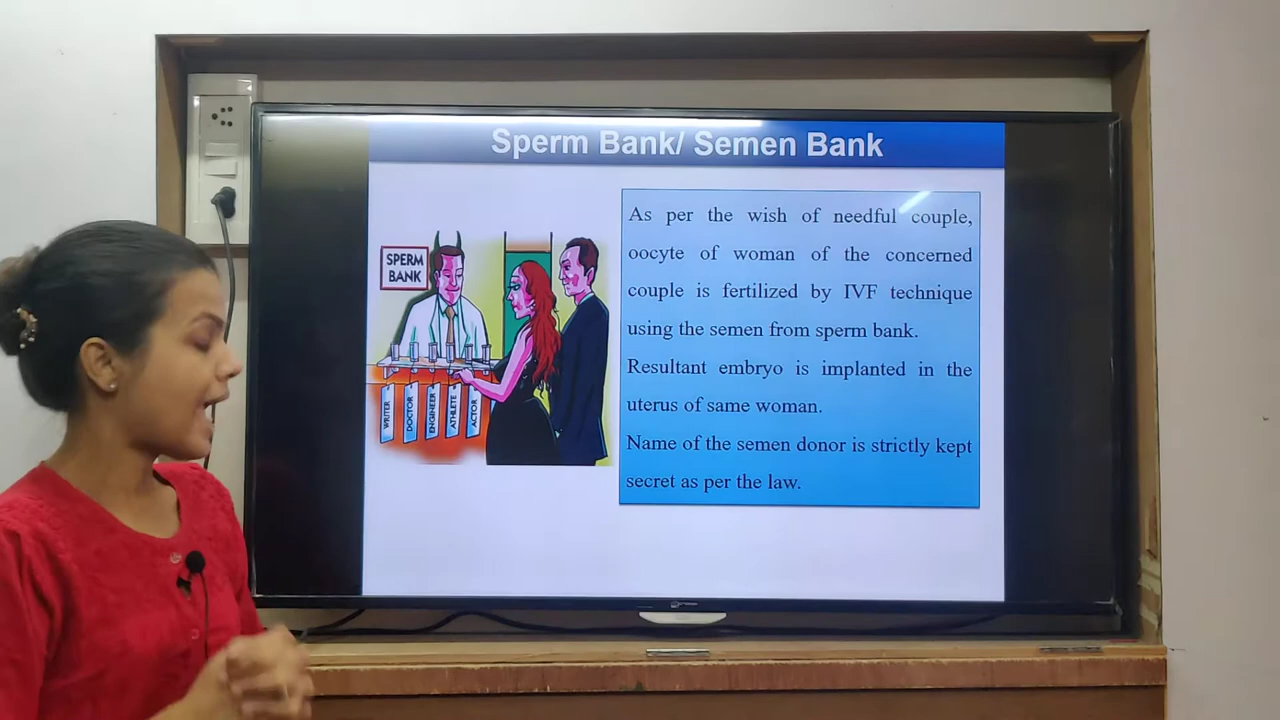 Sperm Bank/ Semen Bank
SPERM
BANK
WRITER
DOCTOR
ENGINEER
ATHLETE
ACTOR
As per the wish of needful couple,
oocyte of woman of the concerned
couple is fertilized by IVF technique
using the semen from sperm bank.
Resultant embryo is implanted in the
uterus of same woman.
Name of the semen donor is strictly kept
secret as per the law.